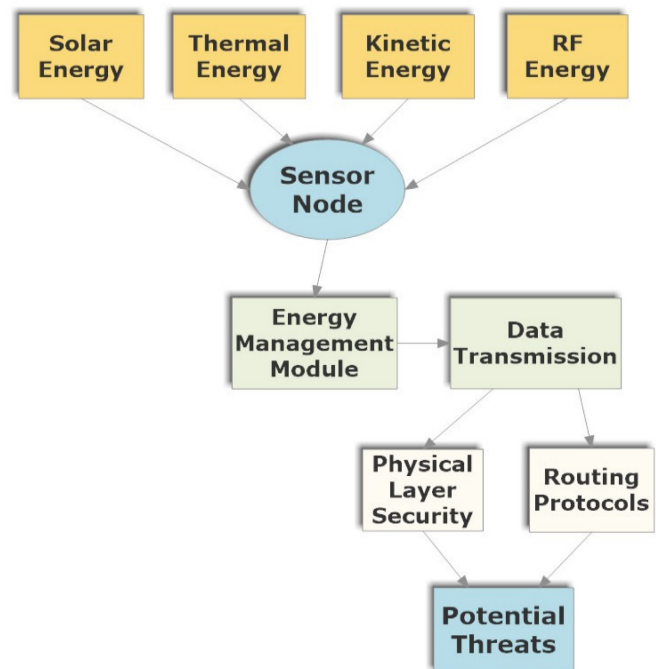 Solar
Energy
Thermal
Energy
Kinetic
Energy
RF
Energy
Sensor
Node
Energy
Management
Module
Data
Transmission
Physical
Layer
Security
Routing
Protocols
Potential
Threats